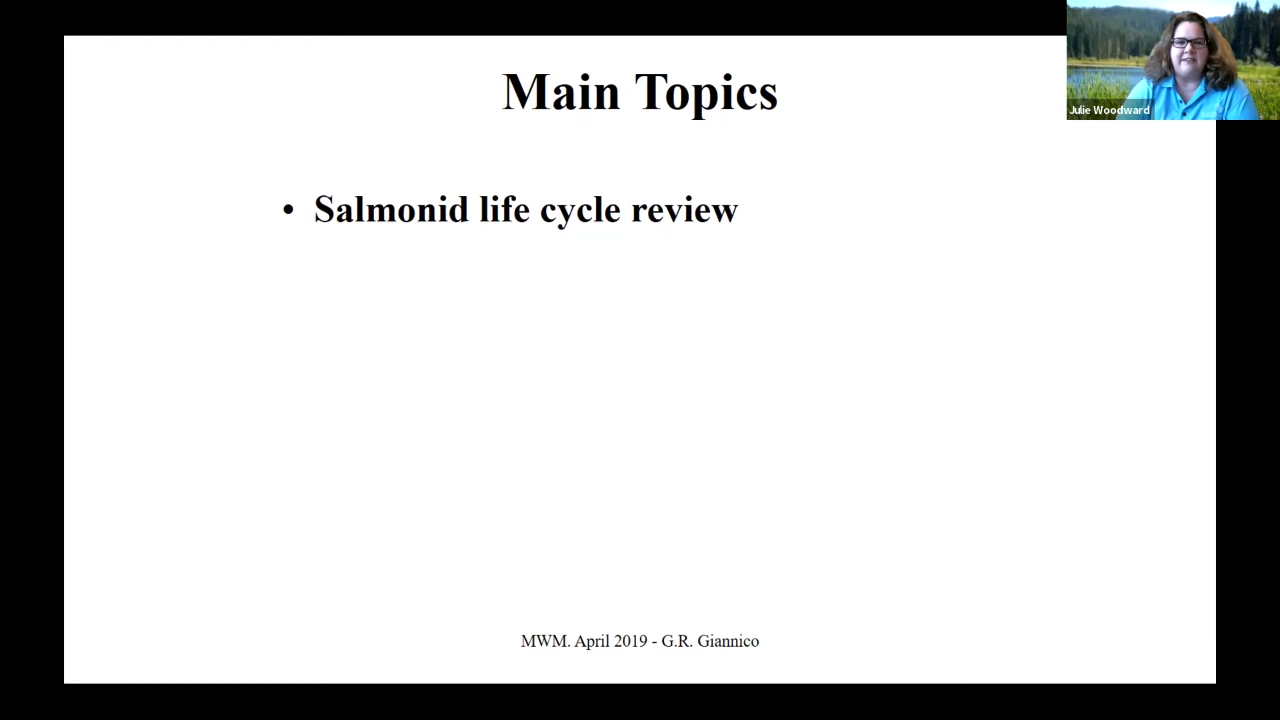 Main Topics
Julie Woodward
• Salmonid life cycle review
MWM. April 2019 - G.R. Giannico